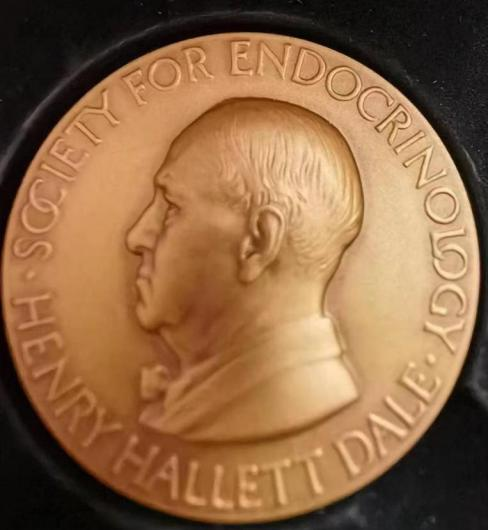 SOCIETY FOR ENDOCRINOLOGY
HENRY HALLETT DALE